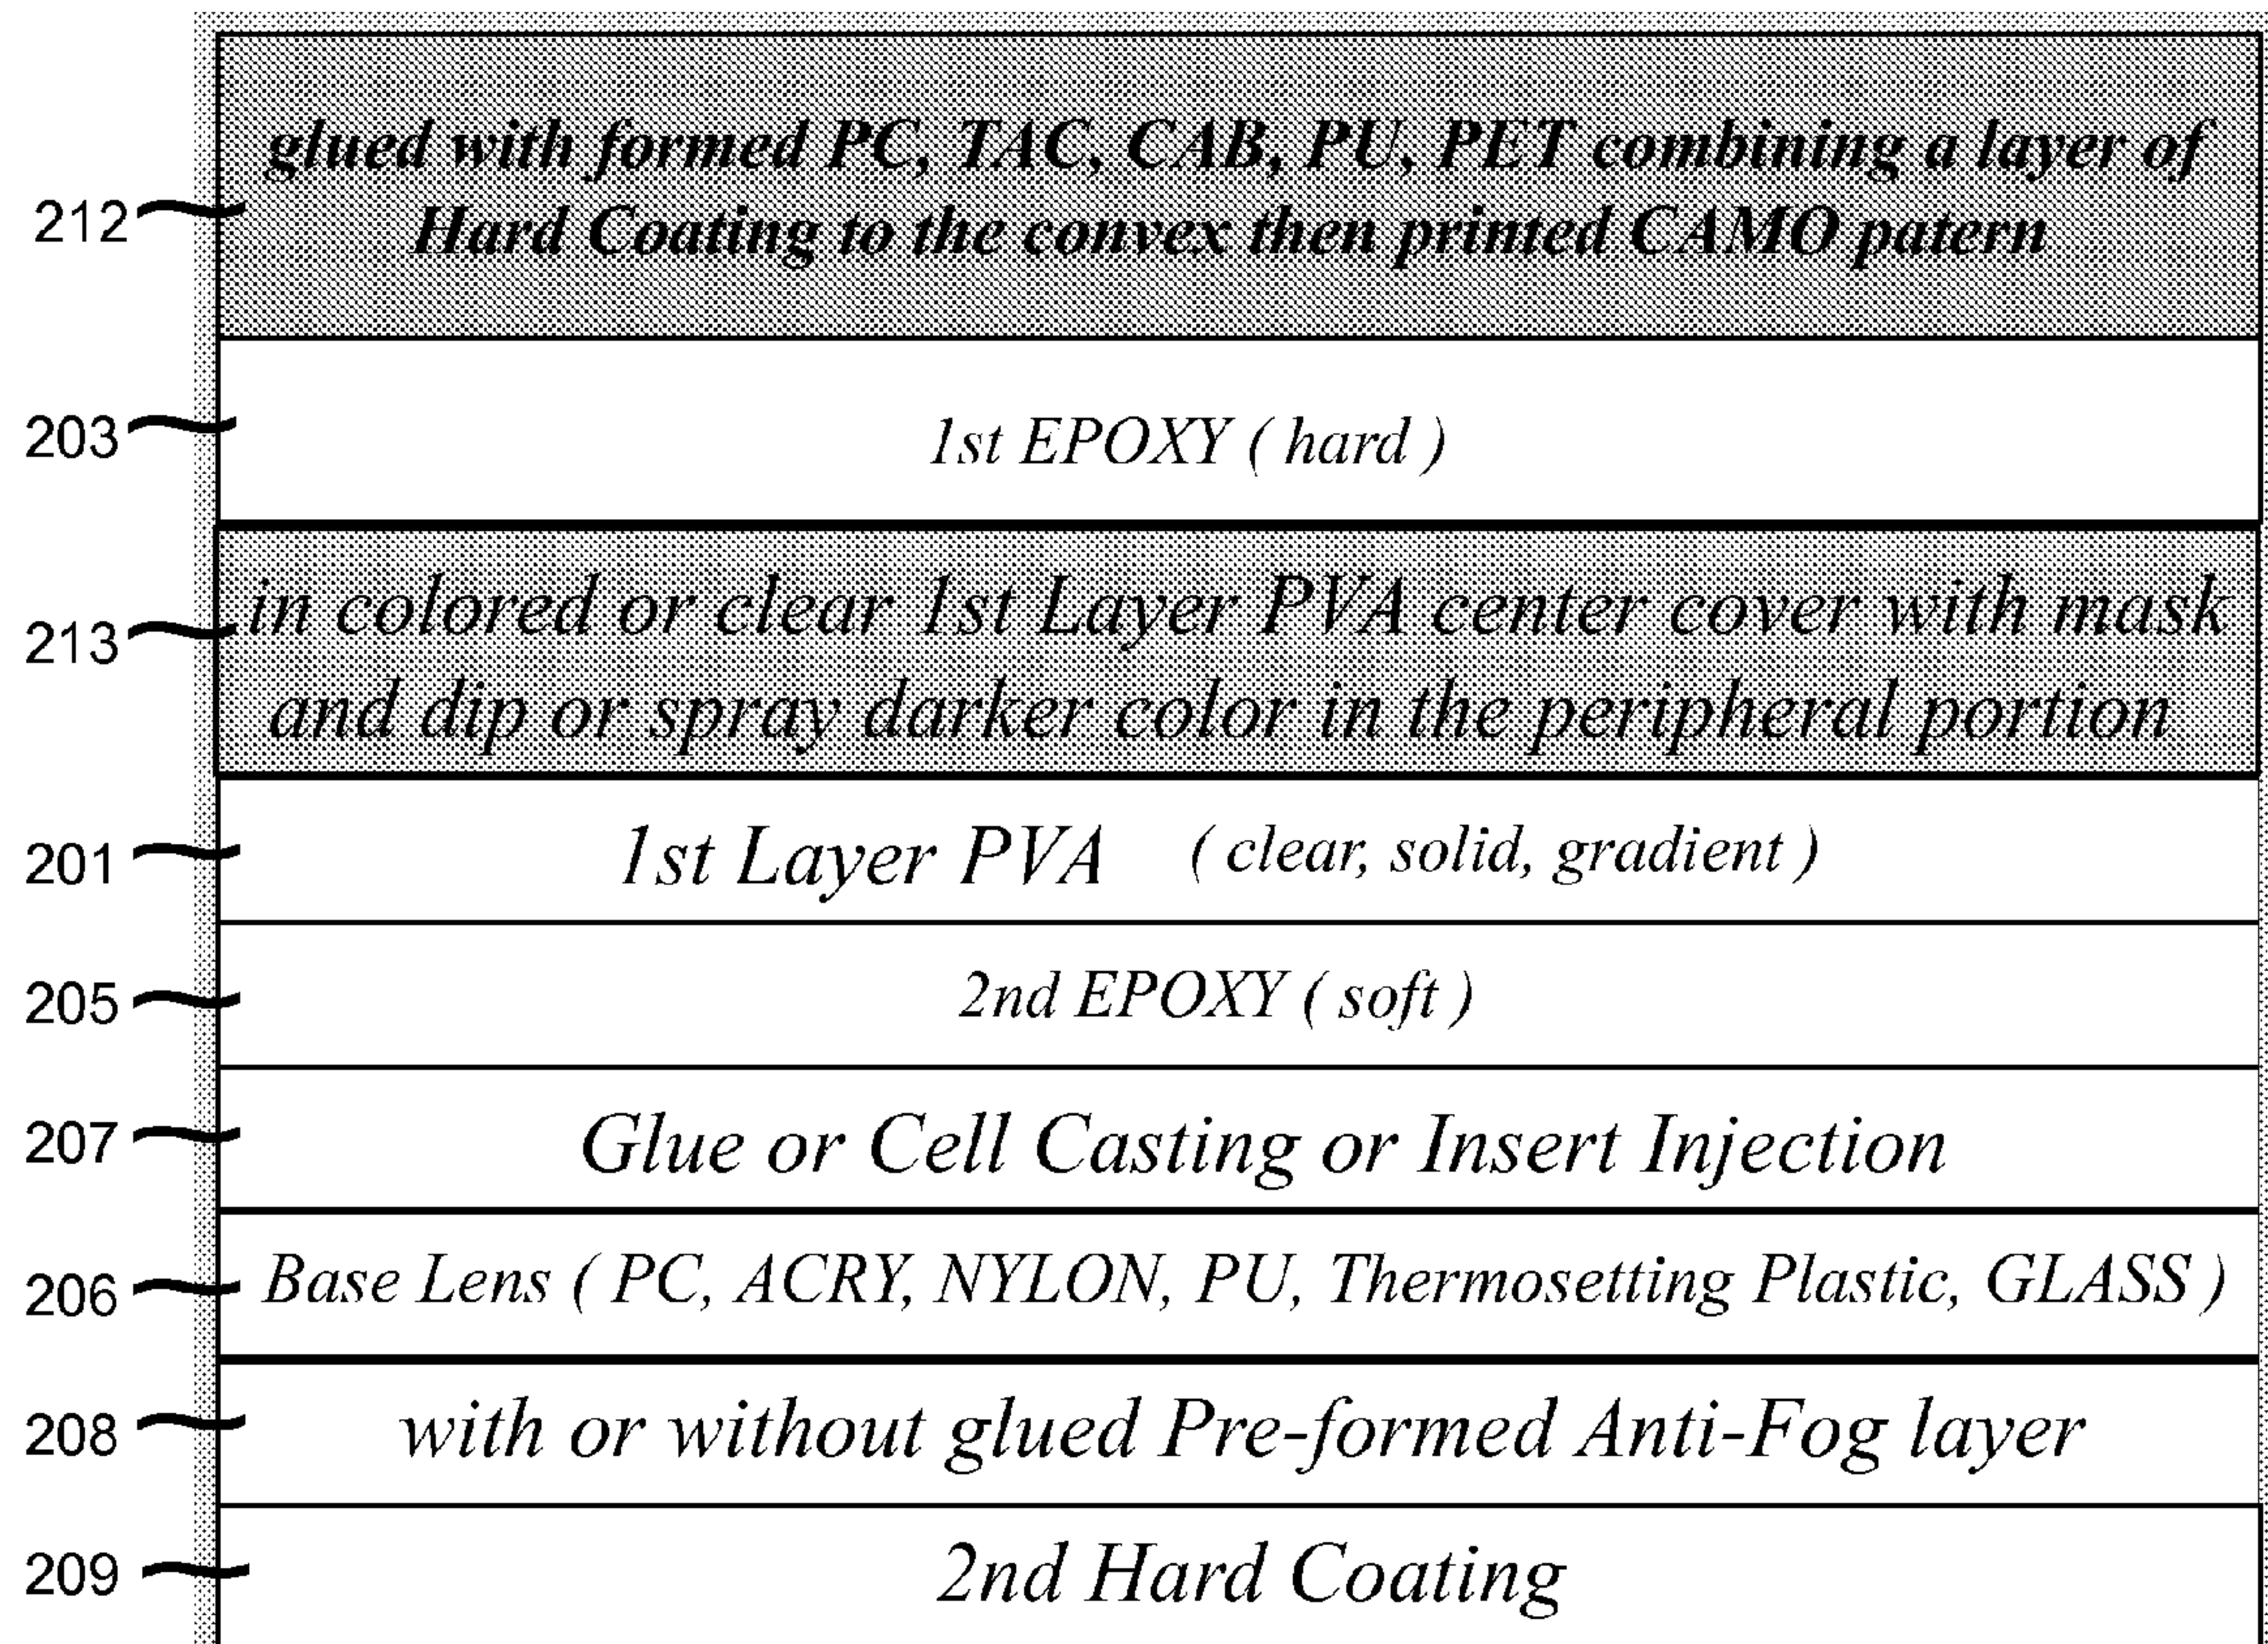 glued with formed PC, TAC, CAB, PU, PET combining a layer of
212
Hard Coating to the convex then printed CAMO patern
203
1st EPOXY ( hard )
213
in colored or clear 1st Layer PVA center cover with mask
and dip or spray darker color in the peripheral portion
201
1st Layer PVA ( clear, solid, gradient )
205
2nd EPOXY ( soft )
207
Glue or Cell Casting or Insert Injection
206
Base Lens ( PC, ACRY, NYLON, PU, Thermosetting Plastic, GLASS )
208
with or without glued Pre-formed Anti-Fog layer
209
2nd Hard Coating